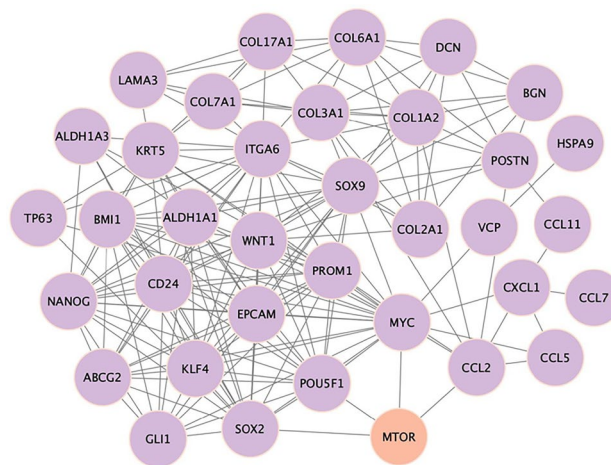 COL17A1
COL6A1
DCN
LAMA3
COL7A1
COL3A1
COL1A2
BGN
ALDH1A3
KRT5
ITGA6
POSTN
HSPA9
SOX9
TP63
BMI1
ALDH1A1
WNT1
COL2A1
VCP
CCL11
NANOG
CD24
PROM1
EPCAM
MYC
CXCL1
CCL7
ABCG2
KLF4
POU5F1
CCL2
CCL5
GLI1
SOX2
MTOR